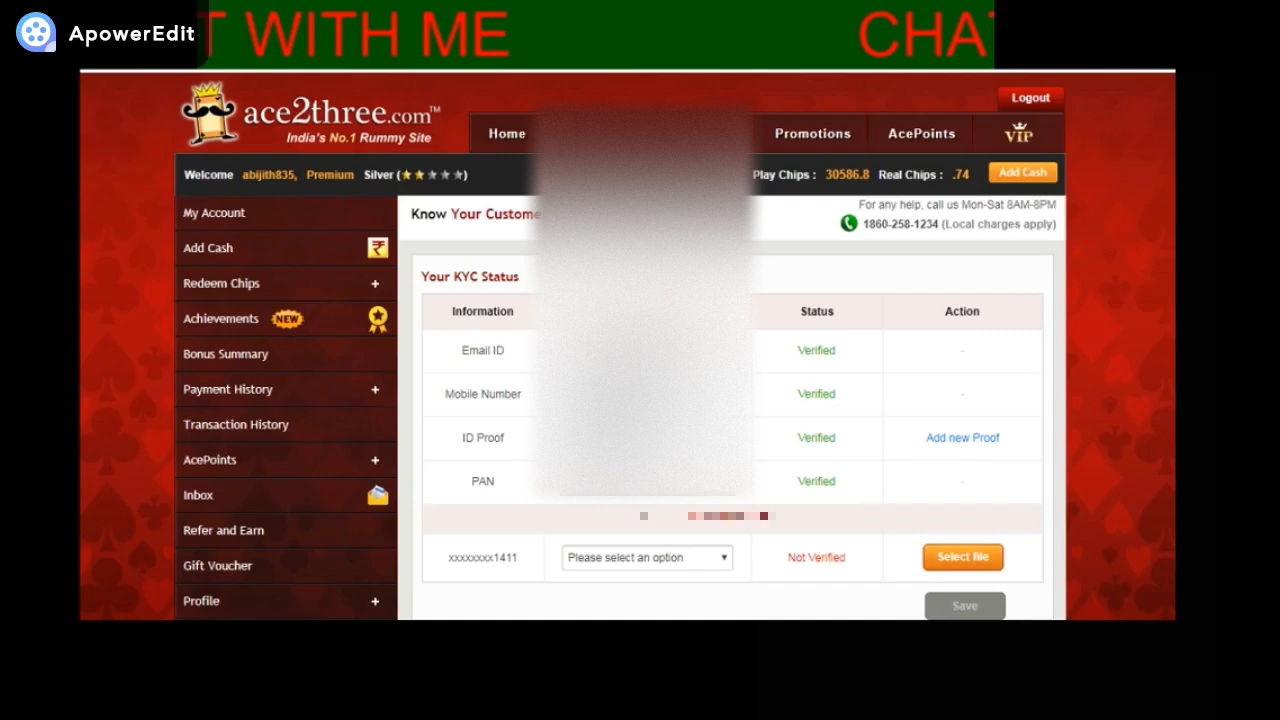 T WITH ME CHAT
ApowerEdit
ace2three.com™
India's No.1 Rummy Site
Logout
Home Promotions AcePoints VIP
Welcome abijith835, Premium Silver ( ) Play Chips : 30586.8 Real Chips : .74 Add Cash
My Account
Add Cash
Redeem Chips +
Achievements NEW
Bonus Summary
Payment History +
Transaction History
AcePoints +
Inbox
Refer and Earn
Gift Voucher
Profile +
Know Your Custome
For any help, call us Mon-Sat 8AM-8PM
1860-258-1234 (Local charges apply)
Your KYC Status
Information Status Action
Email ID Verified -
Mobile Number Verified -
ID Proof Verified Add new Proof
PAN Verified -
xxxxxxxx1411 Please select an option Not Verified Select file
Save